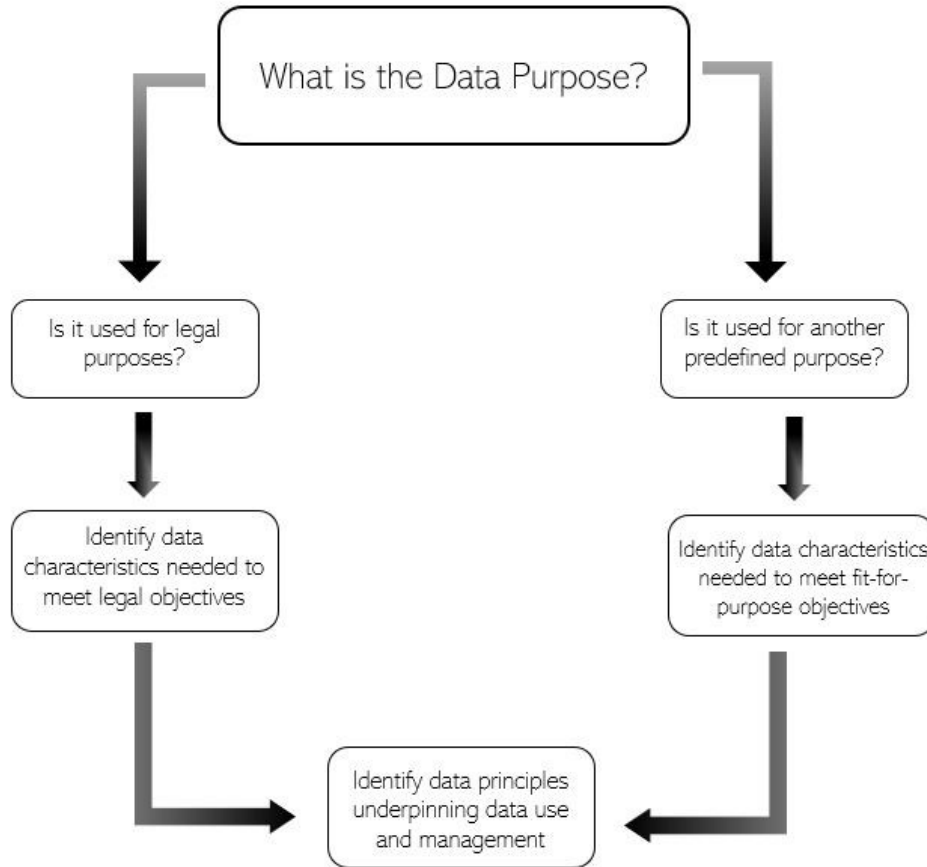 What is the Data Purpose?
Is it used for legal
purposes?
Is it used for another
predefined purpose?
Identify data
characteristics needed to
meet legal objectives
Identify data characteristics
needed to meet fit-for-
purpose objectives
Identify data principles
underpinning data use
and management